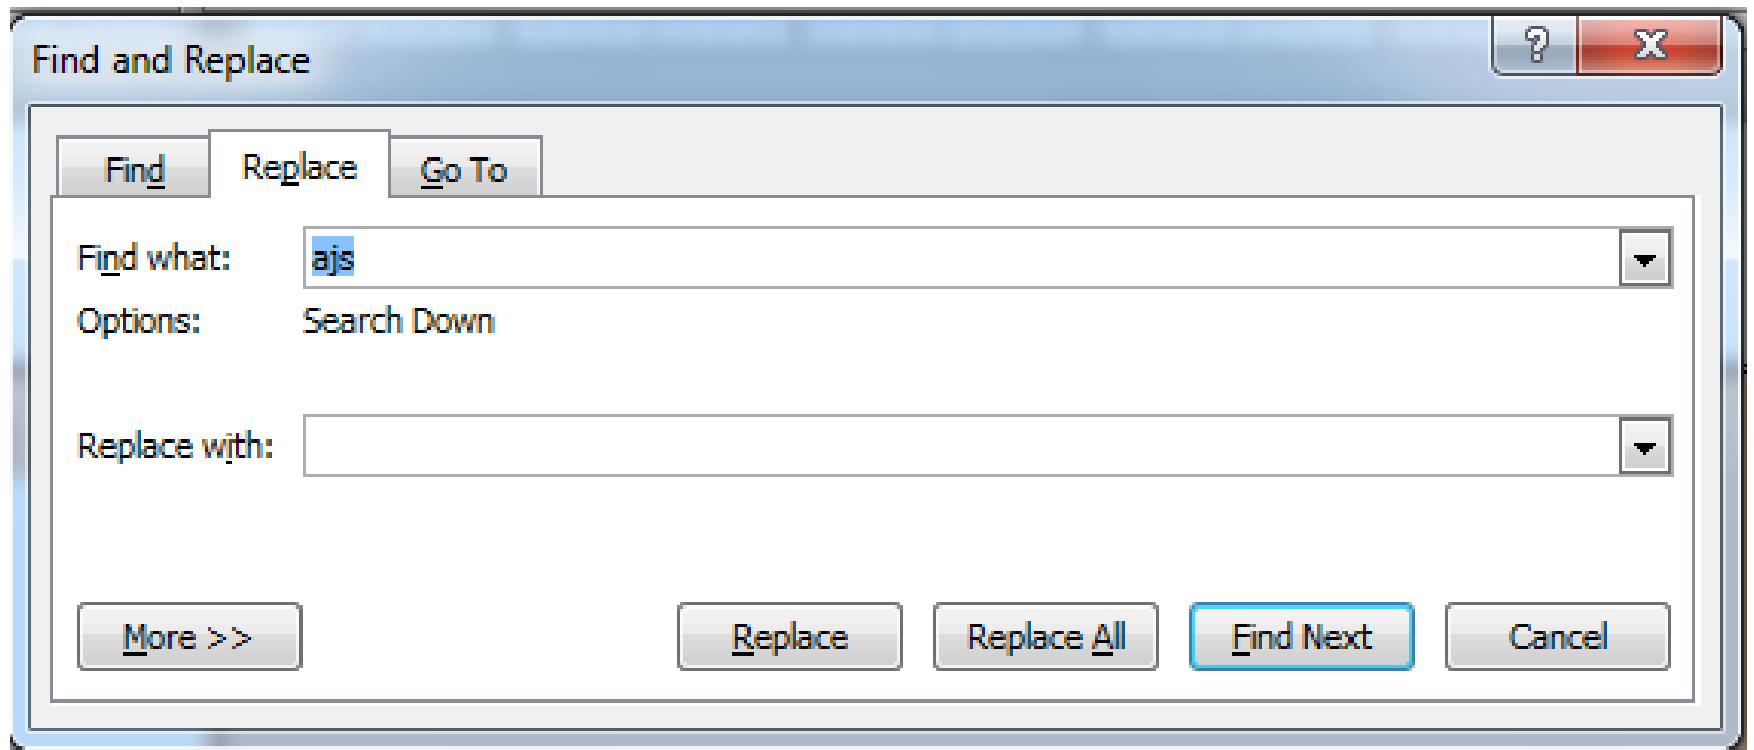 Find and Replace
Find Replace Go To
Find what: ajs
Options: Search Down
Replace with:
More >> Replace Replace All Find Next Cancel